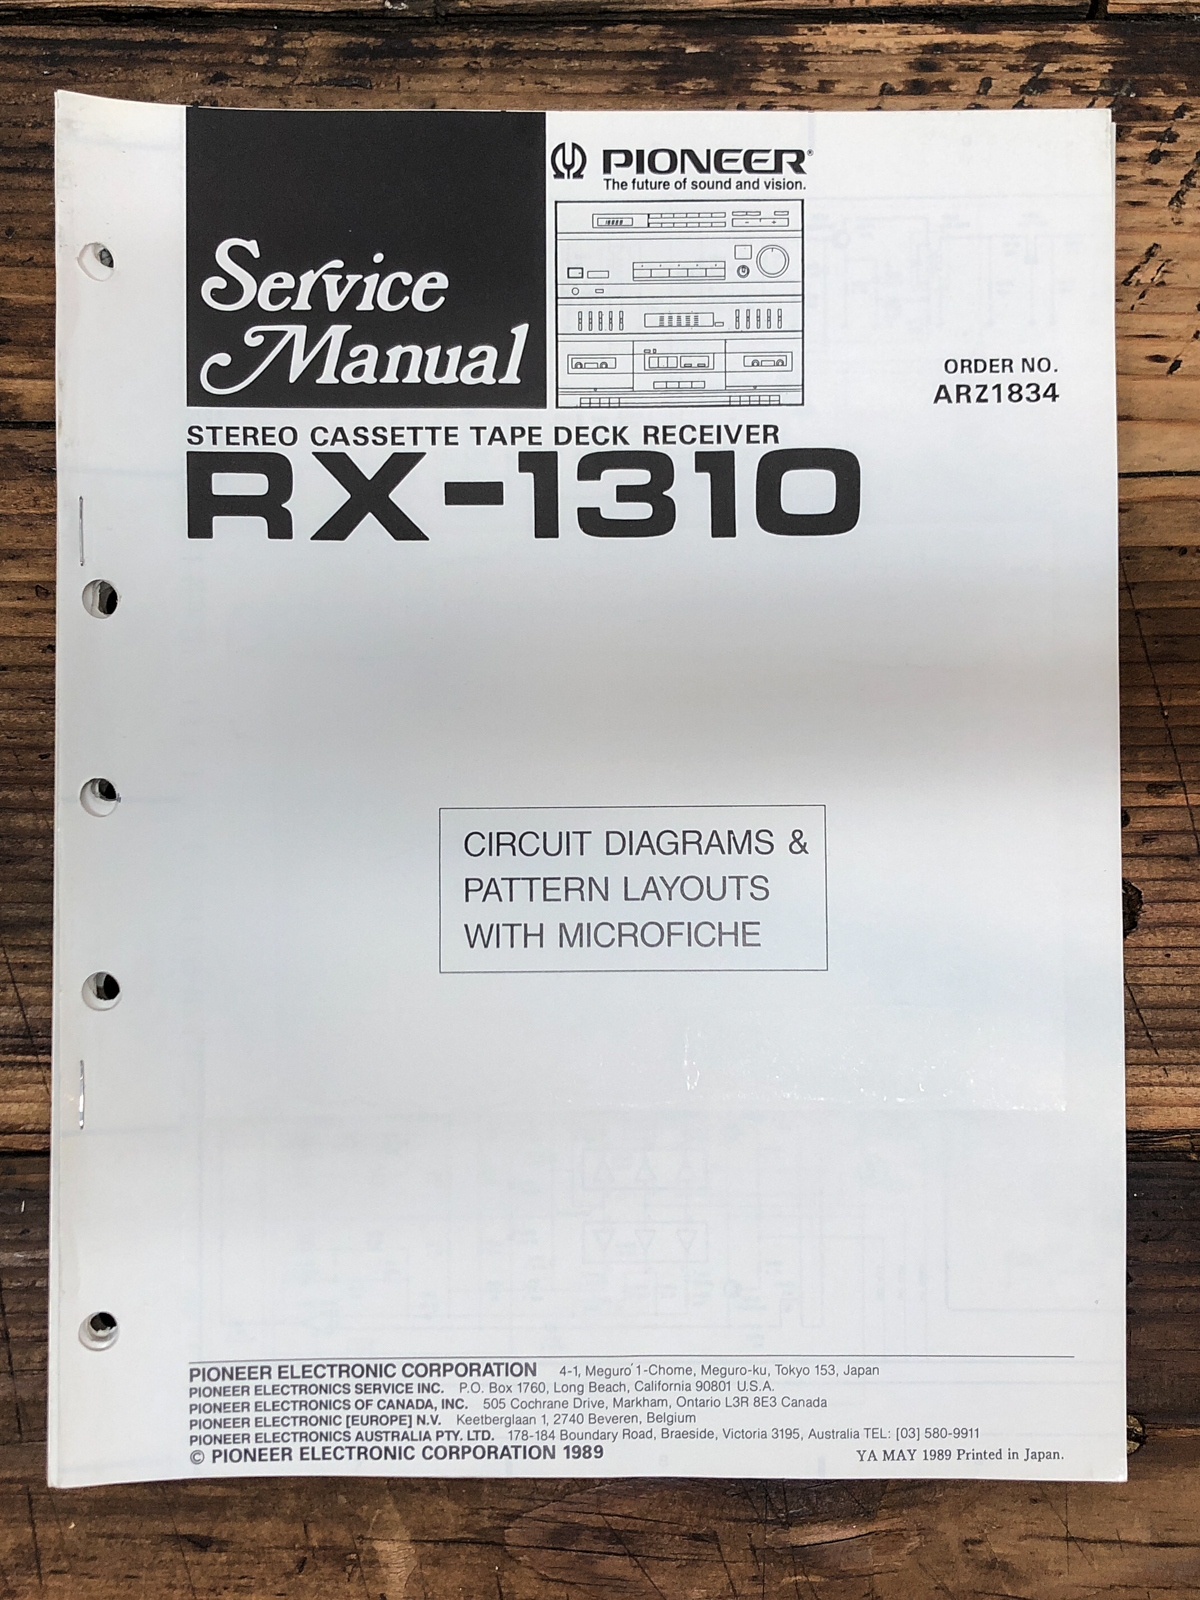 PIONEER®
The future of sound and vision.
Service
Manual
ORDER NO.
ARZ1834
STEREO CASSETTE TAPE DECK RECEIVER
RX-1310
CIRCUIT DIAGRAMS &
PATTERN LAYOUTS
WITH MICROFICHE
PIONEER ELECTRONIC CORPORATION 4-1, Meguro 1-Chome, Meguro-ku, Tokyo 153, Japan
PIONEER ELECTRONICS SERVICE INC. P.O. Box 1760, Long Beach, California 90801 U.S.A.
PIONEER ELECTRONICS OF CANADA, INC. 505 Cochrane Drive, Markham, Ontario L3R 8E3 Canada
PIONEER ELECTRONIC [EUROPE] N.V. Keetberglaan 1, 2740 Beveren, Belgium
PIONEER ELECTRONICS AUSTRALIA PTY. LTD. 178-184 Boundary Road, Braeside, Victoria 3195, Australia TEL: [03] 580-9911
© PIONEER ELECTRONIC CORPORATION 1989 YA MAY 1989 Printed in Japan.